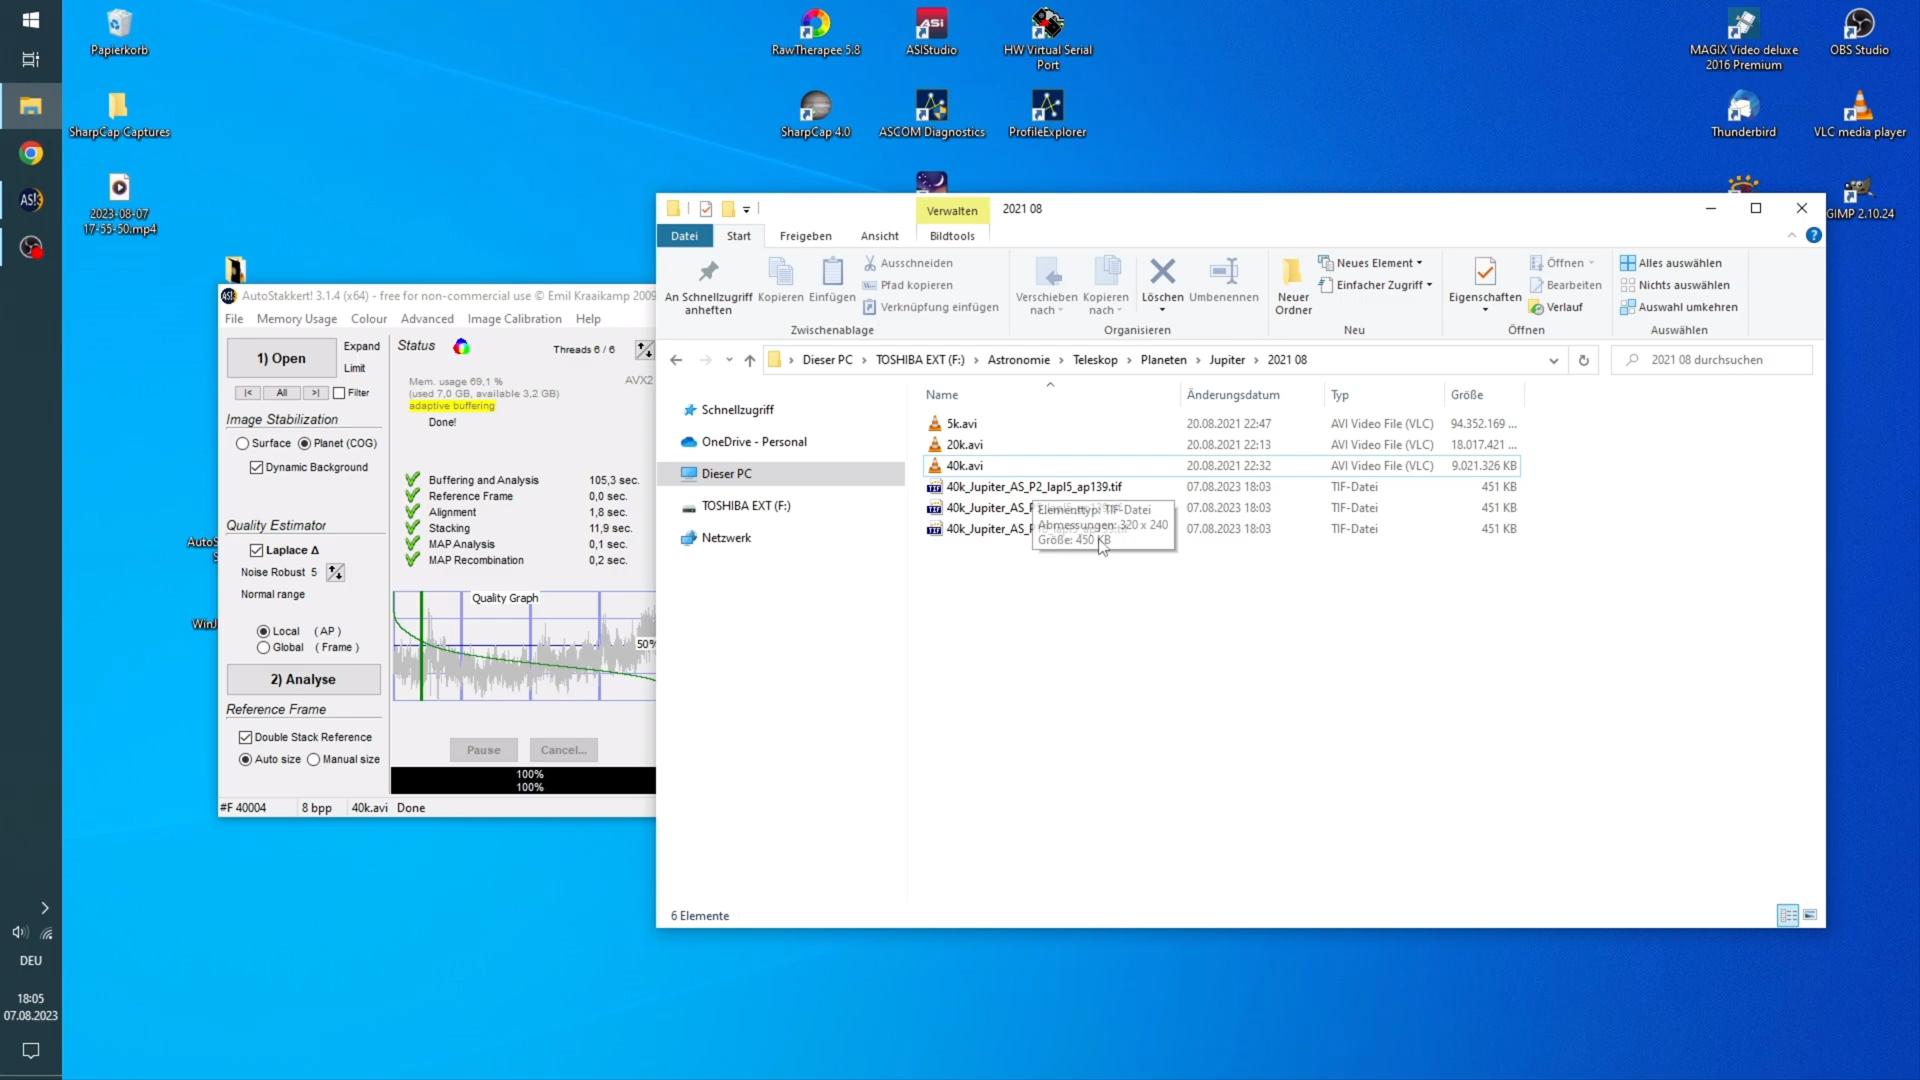 Papierkorb
SharpCap Captures
2023-08-07
17-55-50.mp4
RawTherapee 5.8
ASIStudio
HW Virtual Serial
Port
SharpCap 4.0
ASCOM Diagnostics
ProfileExplorer
MAGIX Video deluxe
2016 Premium
OBS Studio
Thunderbird
VLC media player
GIMP 2.10.24
AS!3
ASi
DEU
18:05
07.08.2023
AutoStakkert! 3.1.4 (x64) - free for non-commercial use © Emil Kraaikamp 2009
File Memory Usage Colour Advanced Image Calibration Help
1) Open
Expand
Limit
|< All >| Filter
Image Stabilization
Surface Planet (COG)
Dynamic Background
Quality Estimator
Laplace Δ
Noise Robust 5
Normal range
Local (AP)
Global (Frame)
2) Analyse
Reference Frame
Double Stack Reference
Auto size Manual size
#F 40004 8 bpp 40k.avi Done
Status
Threads 6 / 6
Mem. usage 69,1 %
AVX2
(used 7,0 GB, available 3,2 GB)
adaptive buffering
Done!
Buffering and Analysis 105,3 sec.
Reference Frame 0,0 sec.
Alignment 1,8 sec.
Stacking 11,9 sec.
MAP Analysis 0,1 sec.
MAP Recombination 0,2 sec.
Quality Graph
50%
Pause Cancel...
100%
100%
Verwalten
2021 08
Datei Start Freigeben Ansicht Bildtools
An Schnellzugriff
anheften
Kopieren
Einfügen
Ausschneiden
Pfad kopieren
Verknüpfung einfügen
Zwischenablage
Verschieben
nach
Kopieren
nach
Löschen
Umbenennen
Organisieren
Neuer
Ordner
Neues Element
Einfacher Zugriff
Neu
Eigenschaften
Öffnen
Bearbeiten
Verlauf
Öffnen
Alles auswählen
Nichts auswählen
Auswahl umkehren
Auswählen
Dieser PC > TOSHIBA EXT (F:) > Astronomie > Teleskop > Planeten > Jupiter > 2021 08
2021 08 durchsuchen
Schnellzugriff
OneDrive - Personal
Dieser PC
TOSHIBA EXT (F:)
Netzwerk
Name Änderungsdatum Typ Größe
5k.avi 20.08.2021 22:47 AVI Video File (VLC) 94.352.169 ...
20k.avi 20.08.2021 22:13 AVI Video File (VLC) 18.017.421 ...
40k.avi 20.08.2021 22:32 AVI Video File (VLC) 9.021.326 KB
40k_Jupiter_AS_P2_lapl5_ap139.tif 07.08.2023 18:03 TIF-Datei 451 KB
40k_Jupiter_AS_P 07.08.2023 18:03 TIF-Datei 451 KB
40k_Jupiter_AS_P 07.08.2023 18:03 TIF-Datei 451 KB
Elementtyp: TIF-Datei
Abmessungen: 320 x 240
Größe: 450 KB
6 Elemente